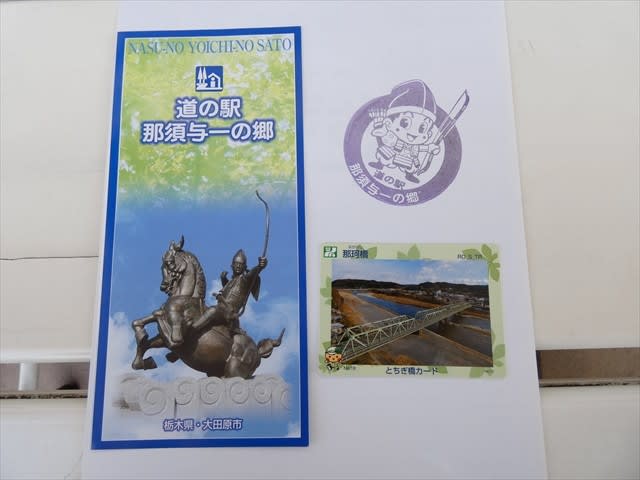 NASU-NO YOICHI-NO SATO
道の駅
那須与一の郷
栃木県・大田原市
道の駅
那須与一の郷
那珂橋
とちぎ橋カード